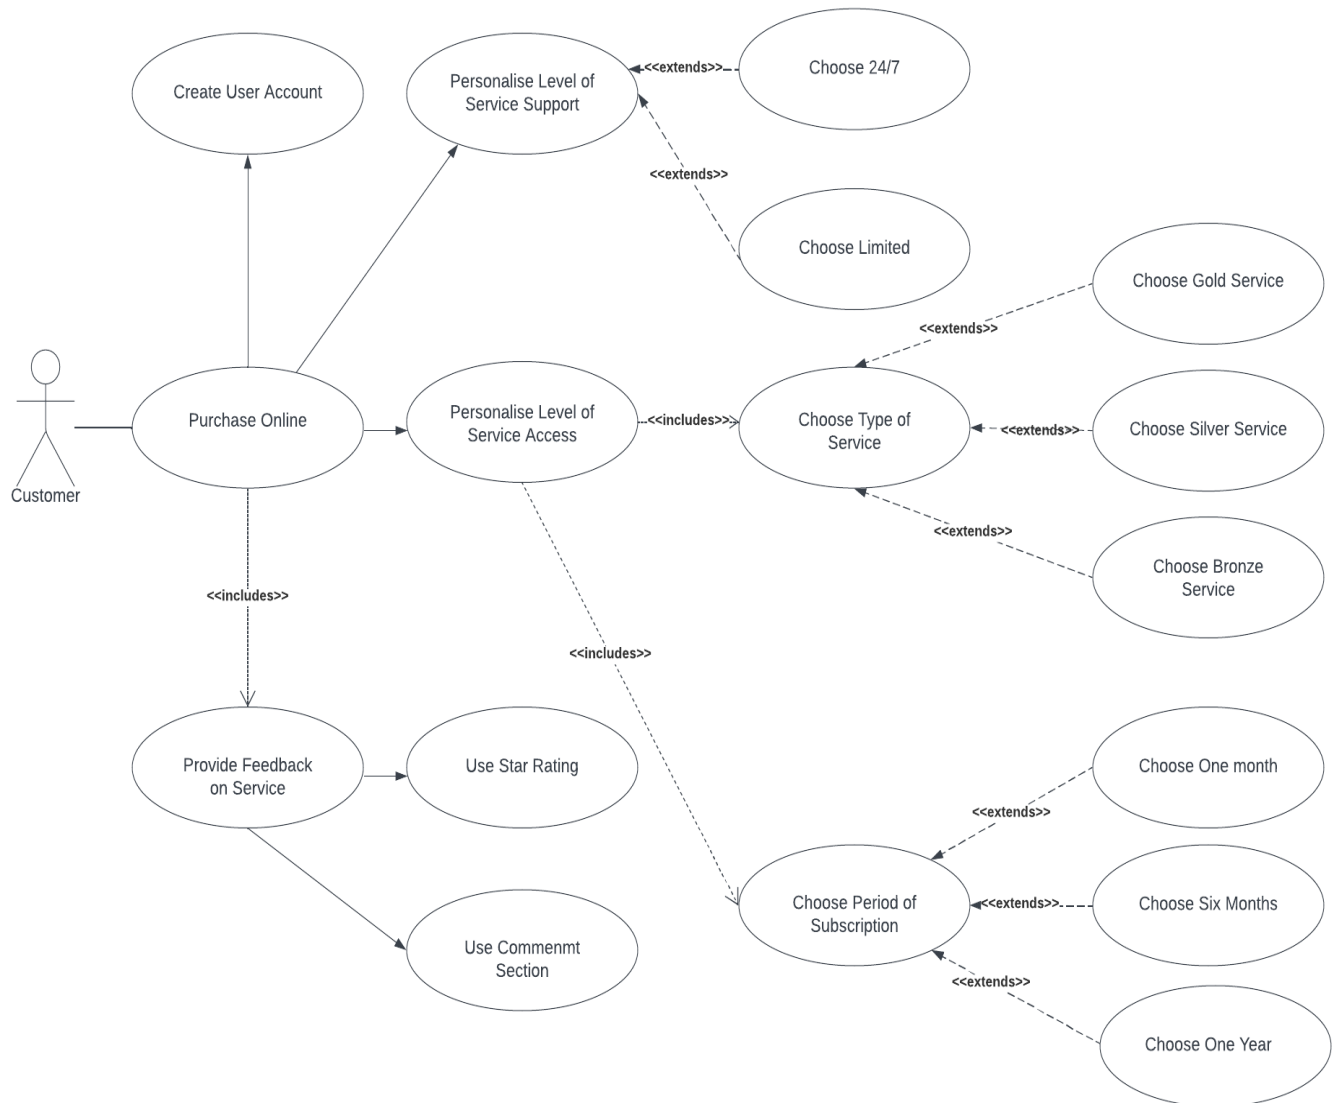 Create User Account
Personalise Level of
Service Support
<<extends>>
Choose 24/7
<<extends>>
Choose Limited
Choose Gold Service
<<extends>>
Customer
Purchase Online
Personalise Level of
Service Access
<<includes>>
Choose Type of
Service
<<extends>>
Choose Silver Service
<<extends>>
Choose Bronze
Service
<<includes>>
<<includes>>
Provide Feedback
on Service
Use Star Rating
Choose One month
<<extends>>
Choose Period of
Subscription
<<extends>>
Choose Six Months
Use Commenmt
Section
<<extends>>
Choose One Year